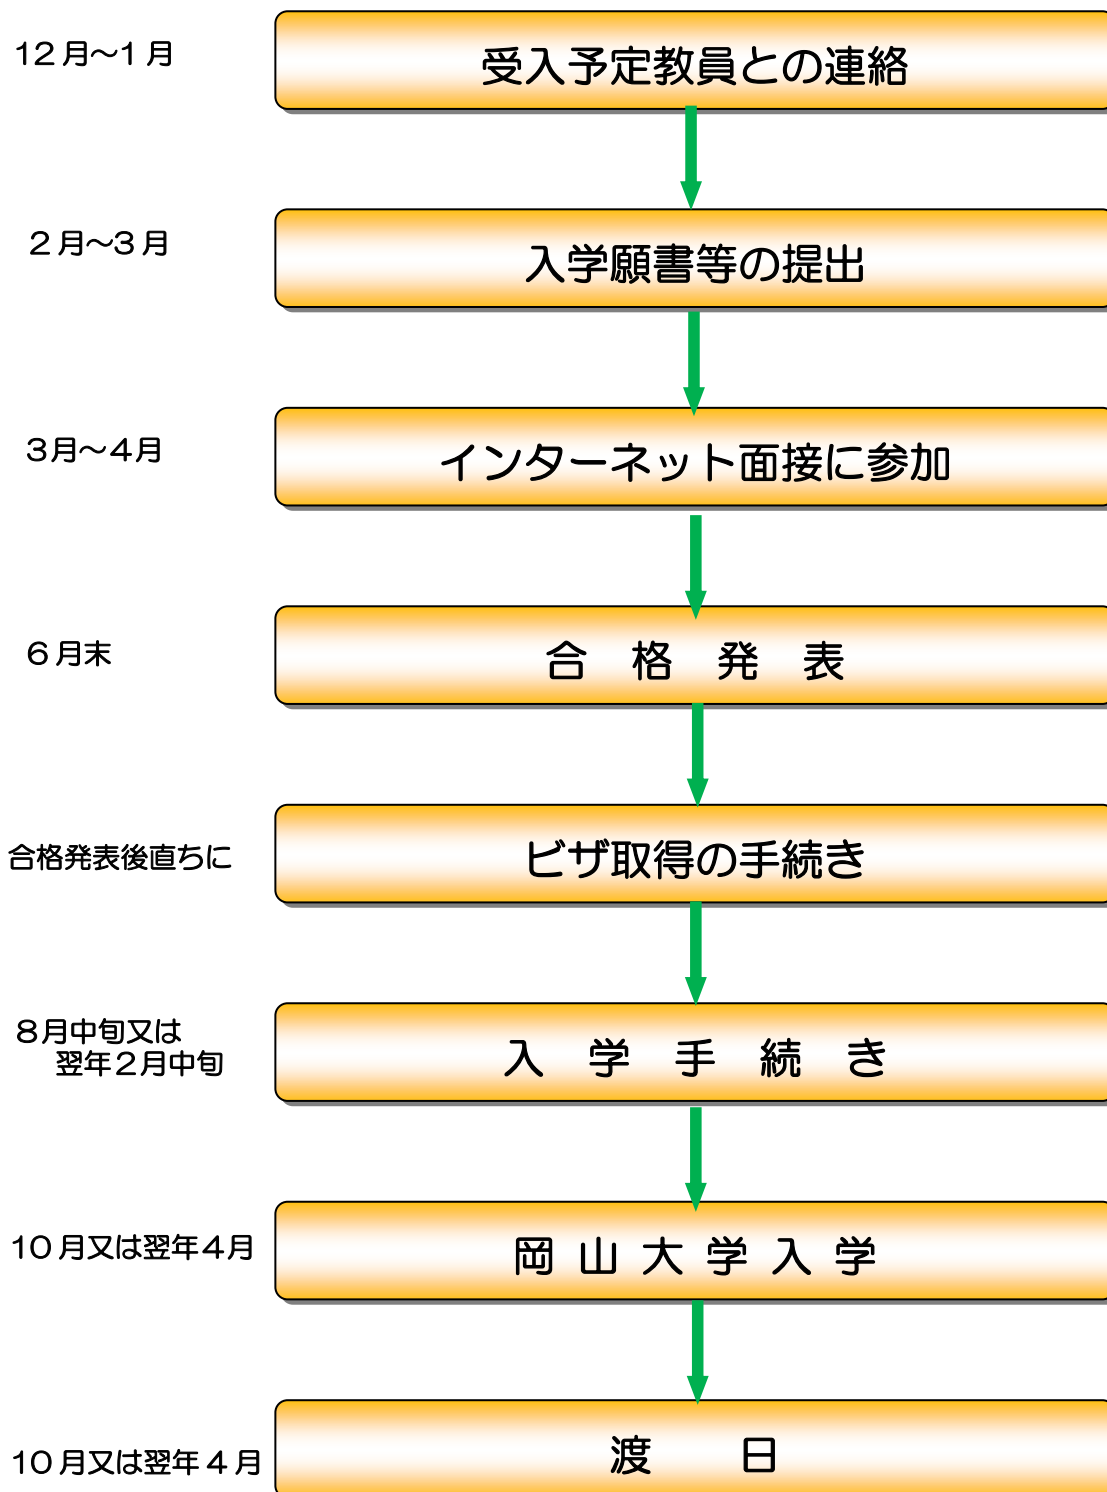 12月～1月
受入予定教員との連絡
2月～3月
入学願書等の提出
3月～4月
インターネット面接に参加
6月末
合　格　発　表
合格発表後直ちに
ビザ取得の手続き
8月中旬又は
翌年2月中旬
入　学　手　続　き
10月又は翌年4月
岡 山 大 学 入 学
10月又は翌年4月
渡　　日